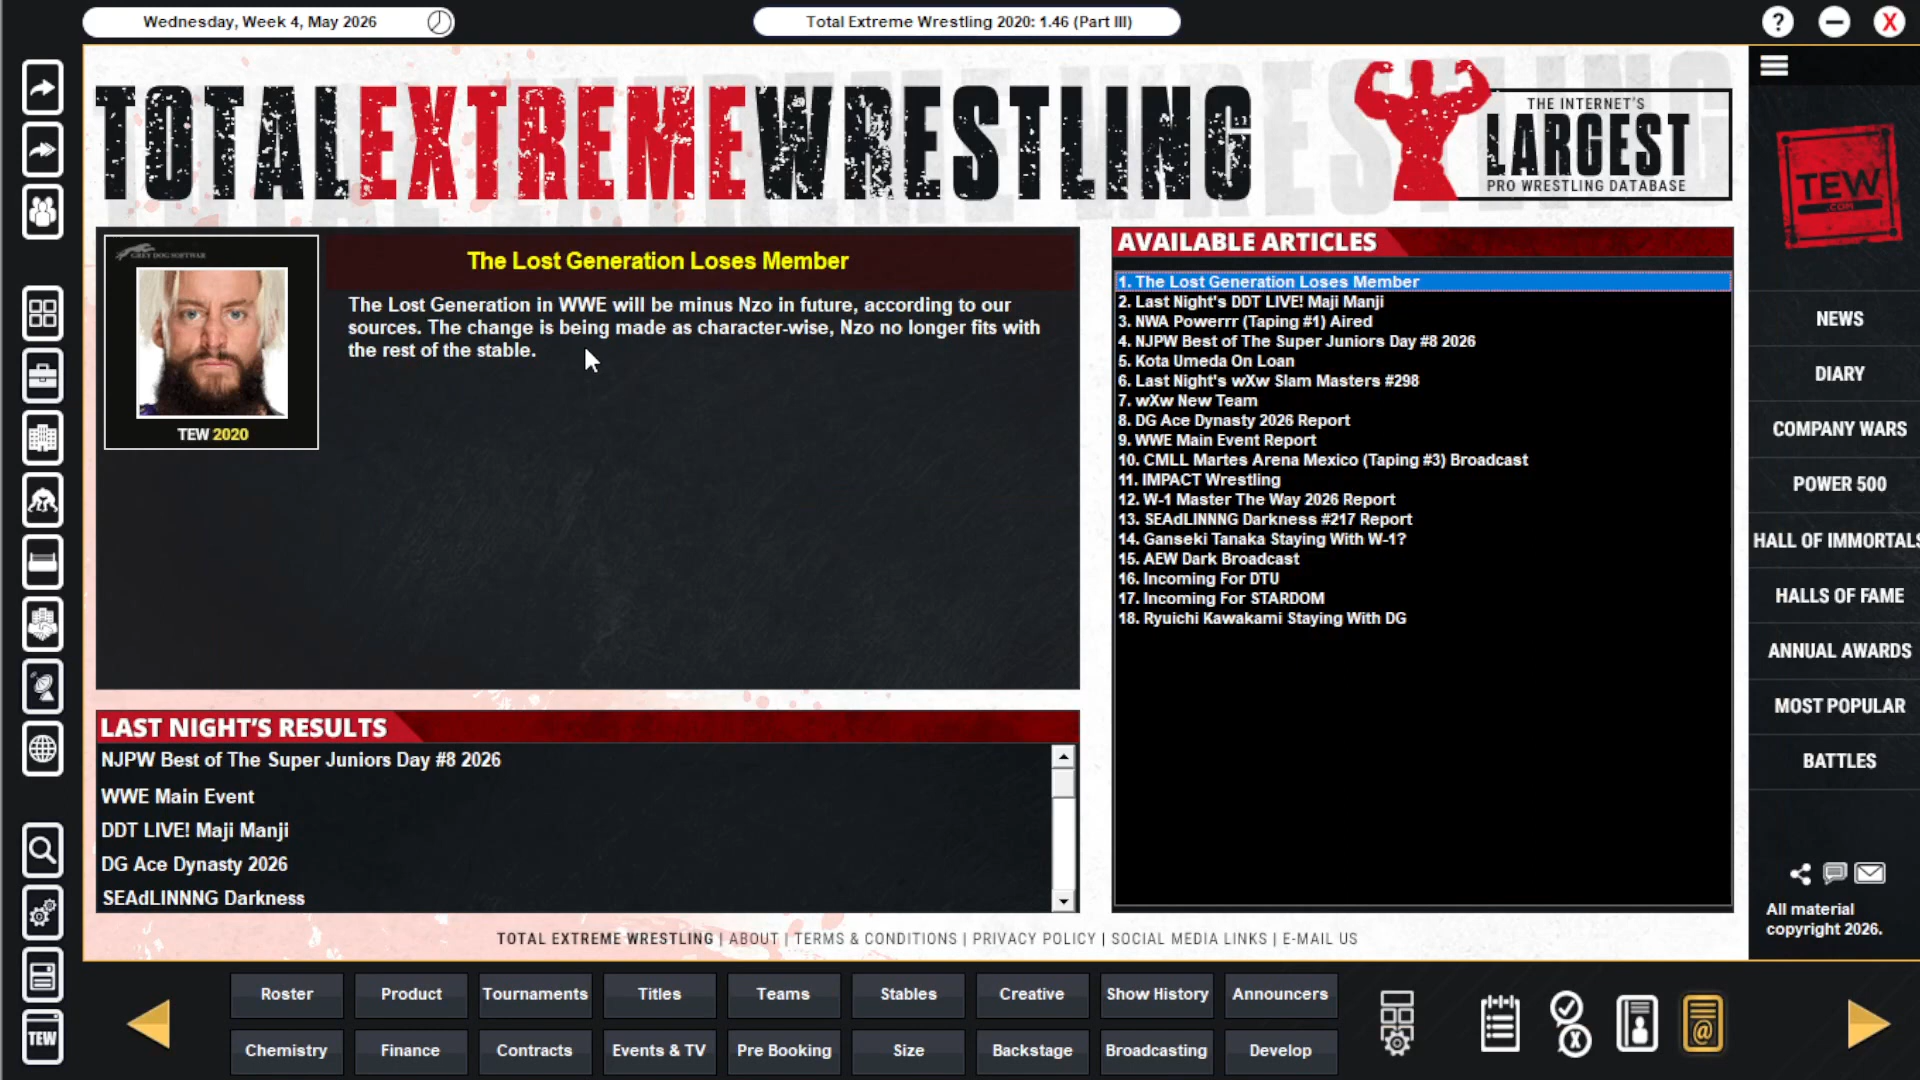 Wednesday, Week 4, May 2026
Total Extreme Wrestling 2020: 1.46 (Part III)
?
X
TOTALEXTREMEWRESTLING
THE INTERNET'S
LARGEST
PRO WRESTLING DATABASE
TEW
.COM
GREY DOG SOFTWARE
TEW 2020
The Lost Generation Loses Member
The Lost Generation in WWE will be minus Nzo in future, according to our
sources. The change is being made as character-wise, Nzo no longer fits with
the rest of the stable.
AVAILABLE ARTICLES
1. The Lost Generation Loses Member
2. Last Night's DDT LIVE! Maji Manji
3. NWA Powerrr (Taping #1) Aired
4. NJPW Best of The Super Juniors Day #8 2026
5. Kota Umeda On Loan
6. Last Night's wXw Slam Masters #298
7. wXw New Team
8. DG Ace Dynasty 2026 Report
9. WWE Main Event Report
10. CMLL Martes Arena Mexico (Taping #3) Broadcast
11. IMPACT Wrestling
12. W-1 Master The Way 2026 Report
13. SEAdLINNNG Darkness #217 Report
14. Ganseki Tanaka Staying With W-1?
15. AEW Dark Broadcast
16. Incoming For DTU
17. Incoming For STARDOM
18. Ryuichi Kawakami Staying With DG
NEWS
DIARY
COMPANY WARS
POWER 500
HALL OF IMMORTALS
HALLS OF FAME
ANNUAL AWARDS
MOST POPULAR
BATTLES
All material
copyright 2026.
LAST NIGHT'S RESULTS
NJPW Best of The Super Juniors Day #8 2026
WWE Main Event
DDT LIVE! Maji Manji
DG Ace Dynasty 2026
SEAdLINNNG Darkness
TOTAL EXTREME WRESTLING | ABOUT | TERMS & CONDITIONS | PRIVACY POLICY | SOCIAL MEDIA LINKS | E-MAIL US
TEW
Roster
Product
Tournaments
Titles
Teams
Stables
Creative
Show History
Announcers
Chemistry
Finance
Contracts
Events & TV
Pre Booking
Size
Backstage
Broadcasting
Develop
@